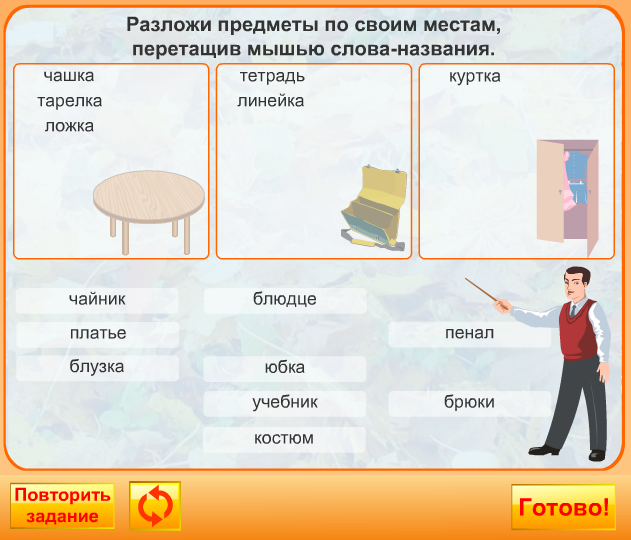 Разложи предметы по своим местам,
перетащив мышью слова-названия.
чашка
тарелка
ложка
тетрадь
линейка
куртка
чайник
блюдце
платье
пенал
блузка
юбка
учебник
брюки
костюм
Повторить
задание
Готово!